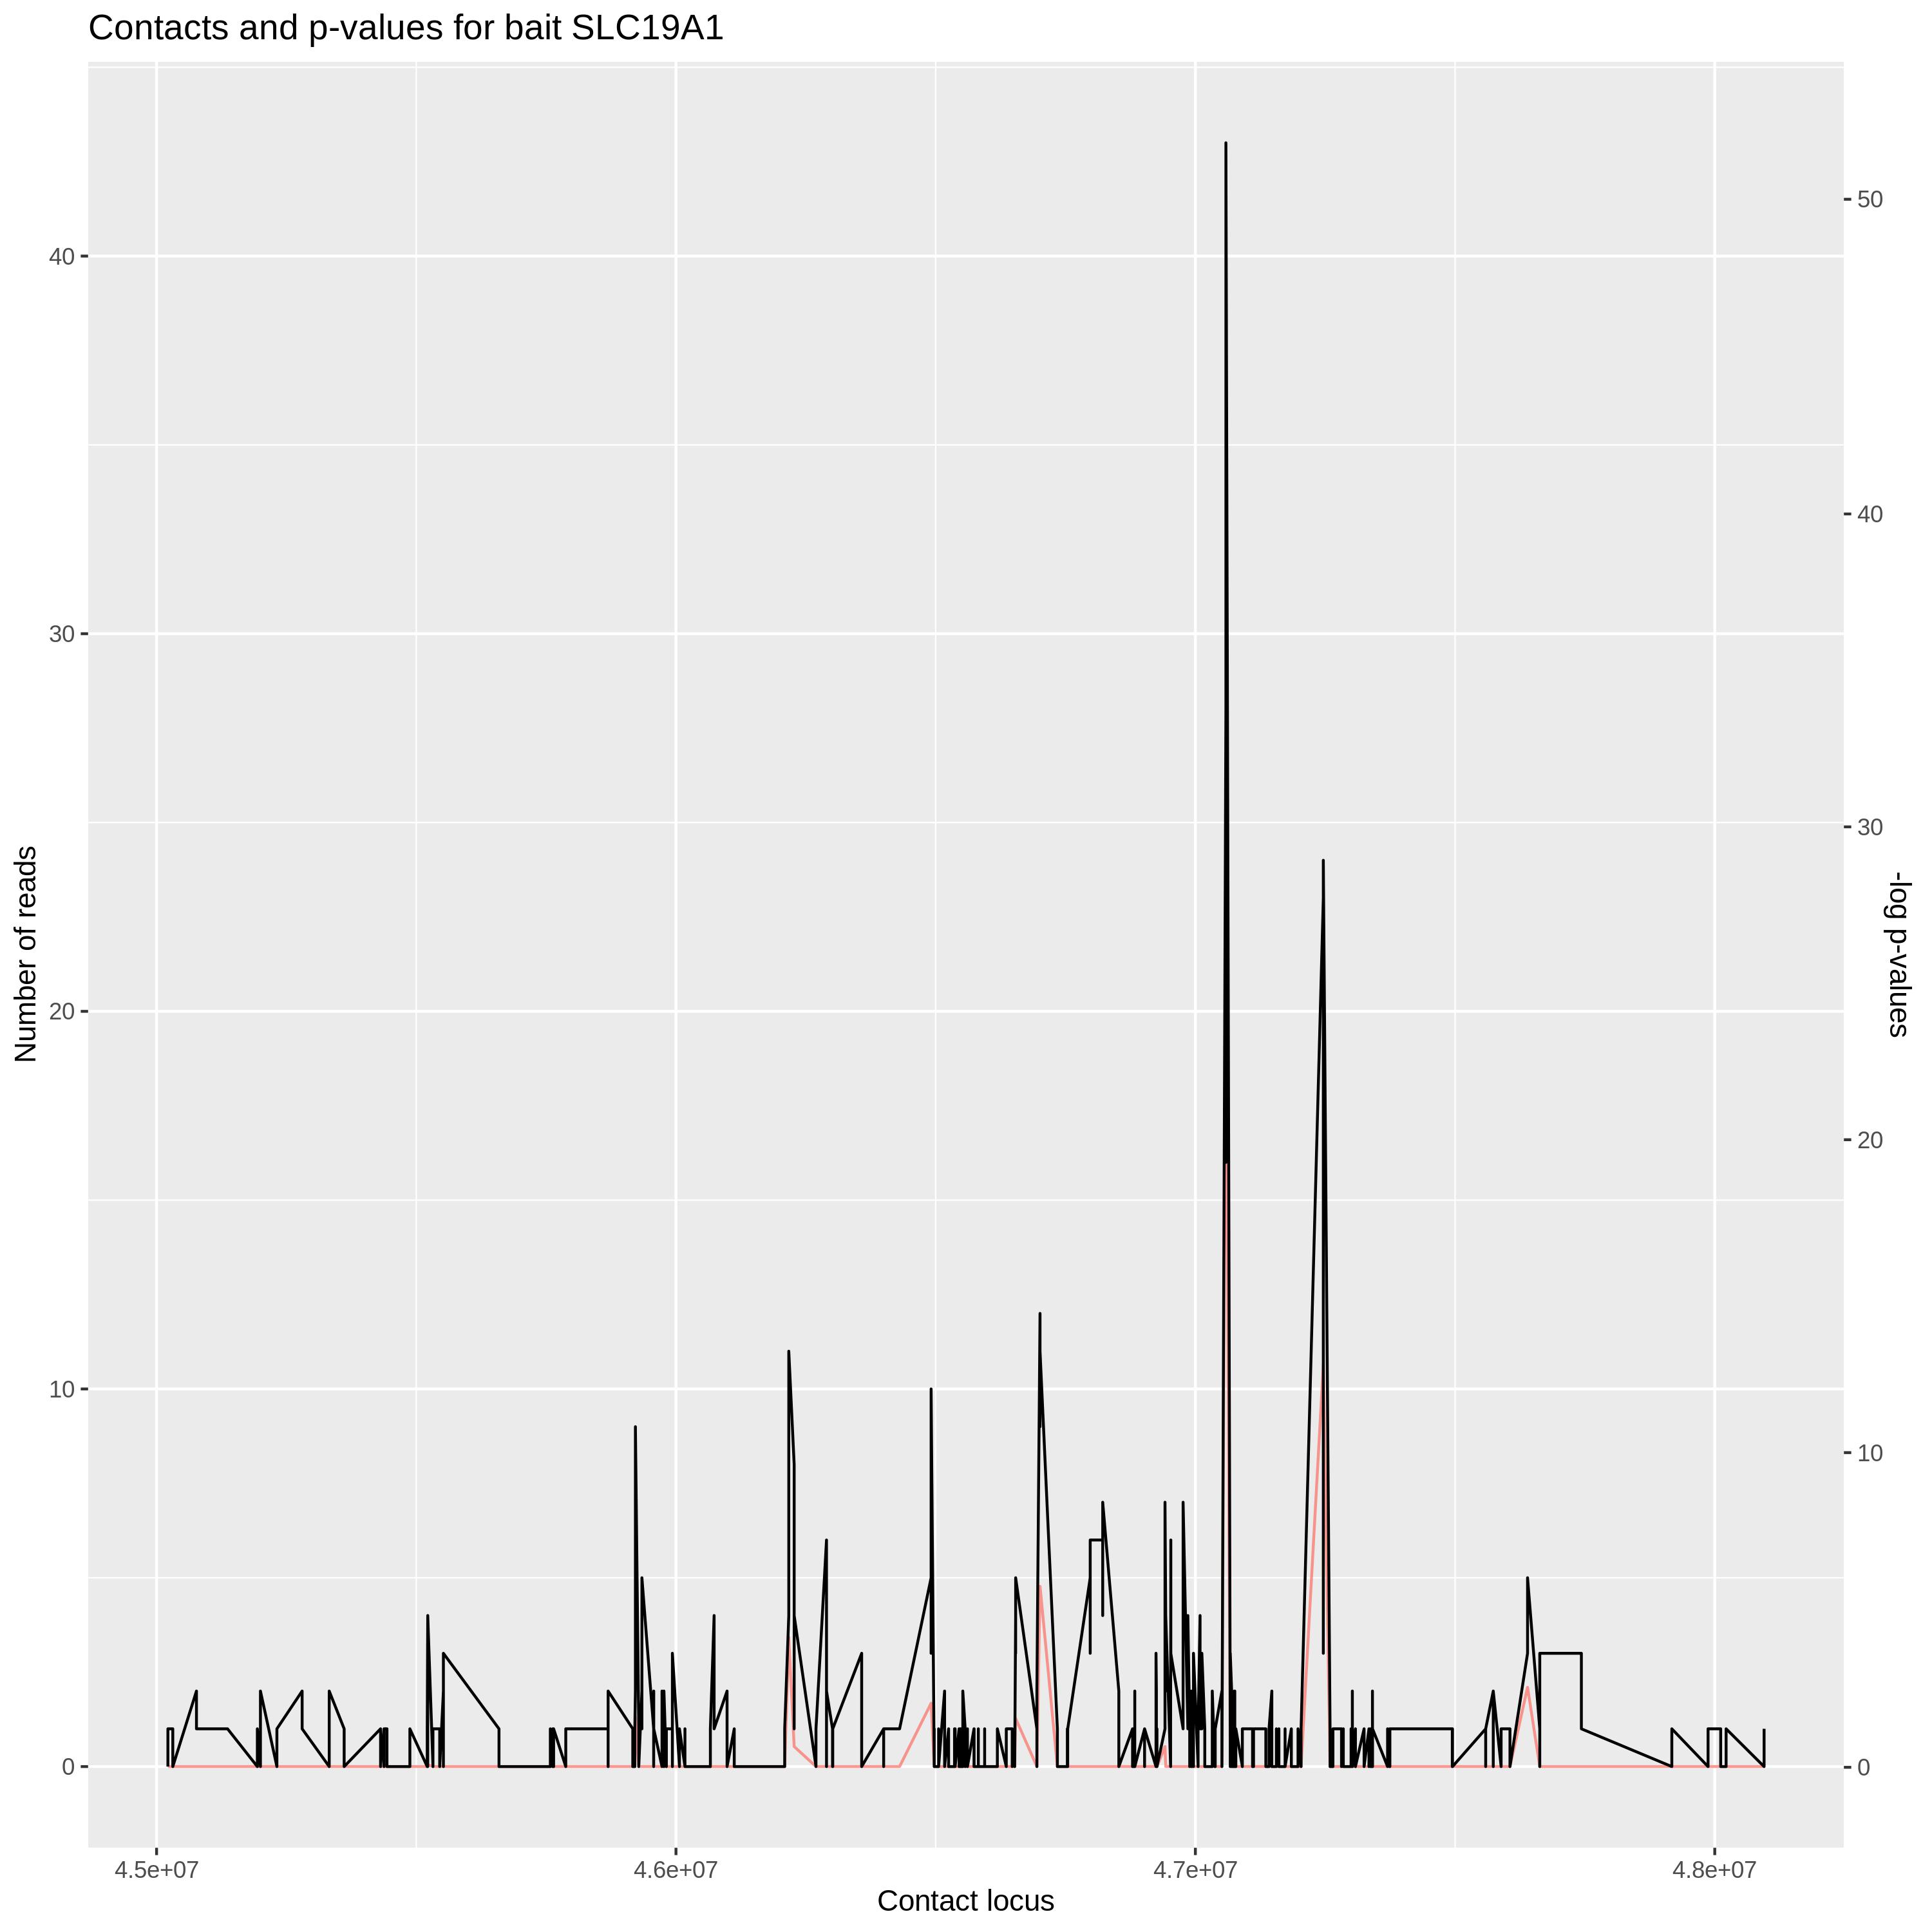 Contacts and p-values for bait SLC19A1
Number of reads
40
30
20
10
0
50
40
30
20
10
0
-log p-values
4.5e+07
4.6e+07
4.7e+07
4.8e+07
Contact locus